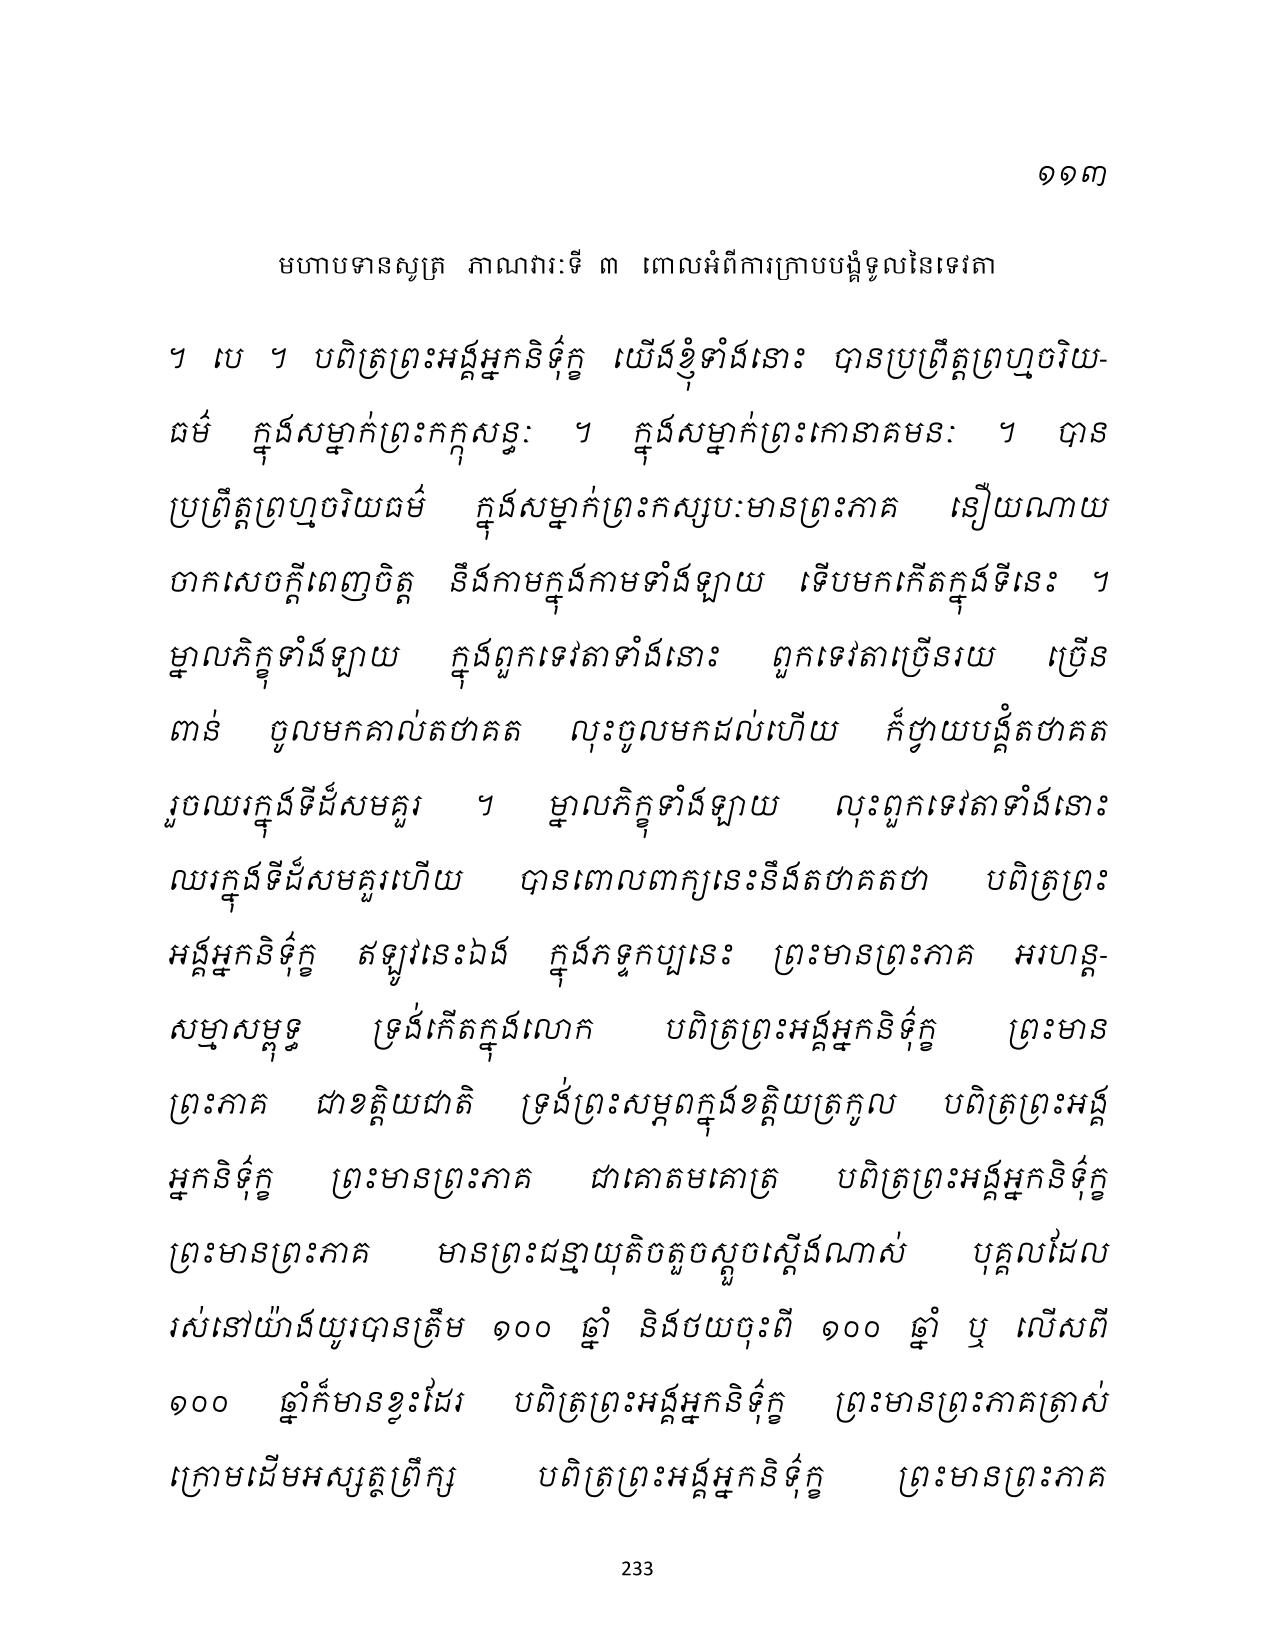 ១១៣
មហាបទានសូត្រ ភាណវារៈទី ៣ ពោលអំពីការក្រាបបង្គំទូលនៃទេវតា
។ បេ ។ បពិត្រព្រះអង្គអ្នកនិទ៌ុក្ខ យើងខ្ញុំទាំងនោះ បានប្រព្រឹត្តព្រហ្មចរិយ-
ធម៌ ក្នុងសម្នាក់ព្រះកក្កុសន្ធៈ ។ ក្នុងសម្នាក់ព្រះកោនាគមនៈ ។ បាន
ប្រព្រឹត្តព្រហ្មចរិយធម៌ ក្នុងសម្នាក់ព្រះកស្សបៈមានព្រះភាគ នឿយណាយ
ចាកសេចក្តីពេញចិត្ត នឹងកាមក្នុងកាមទាំងឡាយ ទើបមកកើតក្នុងទីនេះ ។
ម្នាលភិក្ខុទាំងឡាយ ក្នុងពួកទេវតាទាំងនោះ ពួកទេវតាច្រើនរយ ច្រើន
ពាន់ ចូលមកគាល់តថាគត លុះចូលមកដល់ហើយ ក៏ថ្វាយបង្គំតថាគត
រួចឈរក្នុងទីដ៏សមគួរ ។ ម្នាលភិក្ខុទាំងឡាយ លុះពួកទេវតាទាំងនោះ
ឈរក្នុងទីដ៏សមគួរហើយ បានពោលពាក្យនេះនឹងតថាគតថា បពិត្រព្រះ
អង្គអ្នកនិទ៌ុក្ខ ឥឡូវនេះឯង ក្នុងភទ្ទកប្បនេះ ព្រះមានព្រះភាគ អរហន្ត-
សម្មាសម្ពុទ្ធ ទ្រង់កើតក្នុងលោក បពិត្រព្រះអង្គអ្នកនិទ៌ុក្ខ ព្រះមាន
ព្រះភាគ ជាខត្តិយជាតិ ទ្រង់ព្រះសម្ភពក្នុងខត្តិយត្រកូល បពិត្រព្រះអង្គ
អ្នកនិទ៌ុក្ខ ព្រះមានព្រះភាគ ជាគោតមគោត្រ បពិត្រព្រះអង្គអ្នកនិទ៌ុក្ខ
ព្រះមានព្រះភាគ មានព្រះជន្មាយុតិចតួចស្តួចស្តើងណាស់ បុគ្គលដែល
រស់នៅយ៉ាងយូរបានត្រឹម ១០០ ឆ្នាំ និងថយចុះពី ១០០ ឆ្នាំ ឬ លើសពី
១០០ ឆ្នាំក៏មានខ្លះដែរ បពិត្រព្រះអង្គអ្នកនិទ៌ុក្ខ ព្រះមានព្រះភាគត្រាស់
ក្រោមដើមអស្សត្ថព្រឹក្ស បពិត្រព្រះអង្គអ្នកនិទ៌ុក្ខ ព្រះមានព្រះភាគ
233